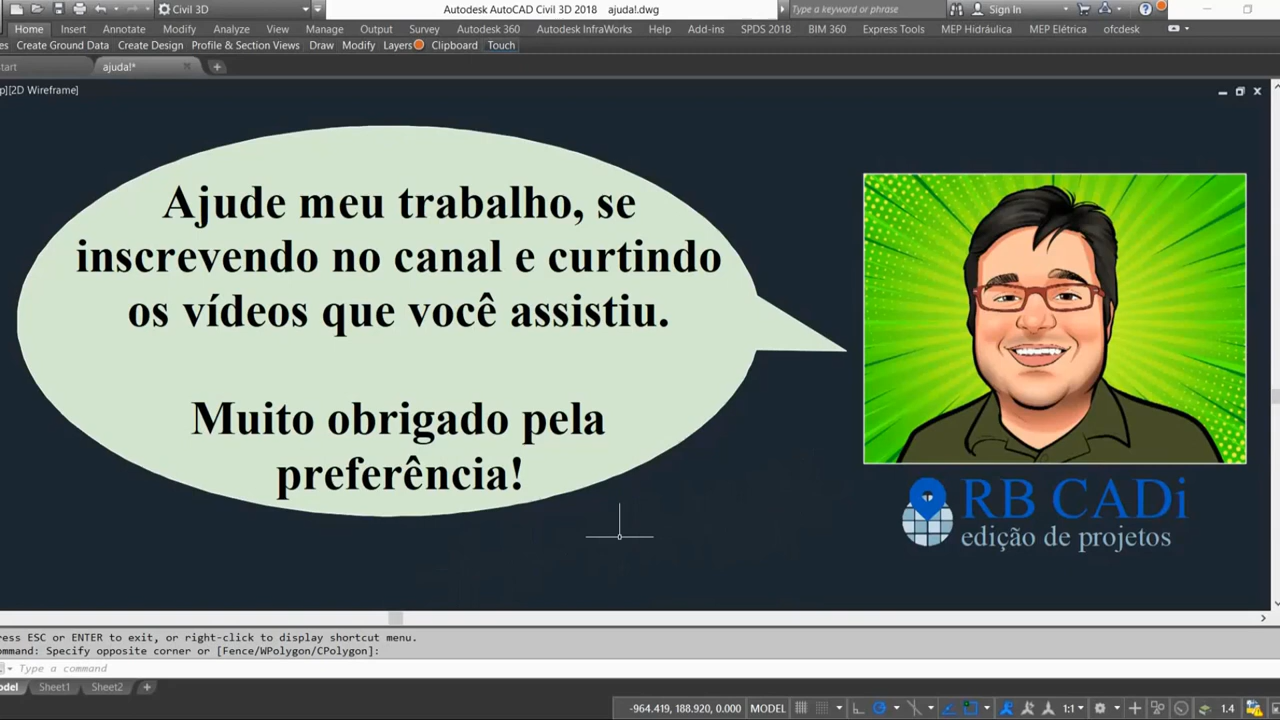 Civil 3D
Autodesk AutoCAD Civil 3D 2018 ajuda!.dwg
Type a keyword or phrase
Sign In
Home Insert Annotate Modify Analyze View Manage Output Survey Autodesk 360 Autodesk InfraWorks Help Add-ins SPDS 2018 BIM 360 Express Tools MEP Hidráulica MEP Elétrica ofcdesk
Create Ground Data Create Design Profile & Section Views Draw Modify Layers Clipboard Touch
ajuda!*
[2D Wireframe]
Ajude meu trabalho, se
inscrevendo no canal e curtindo
os vídeos que você assistiu.
Muito obrigado pela
preferência!
RB CADi
edição de projetos
ress ESC or ENTER to exit, or right-click to display shortcut menu.
ommand: Specify opposite corner or [Fence/WPolygon/CPolygon]:
Type a command
odel Sheet1 Sheet2
-964.419, 188.920, 0.000 MODEL 1:1 1.4